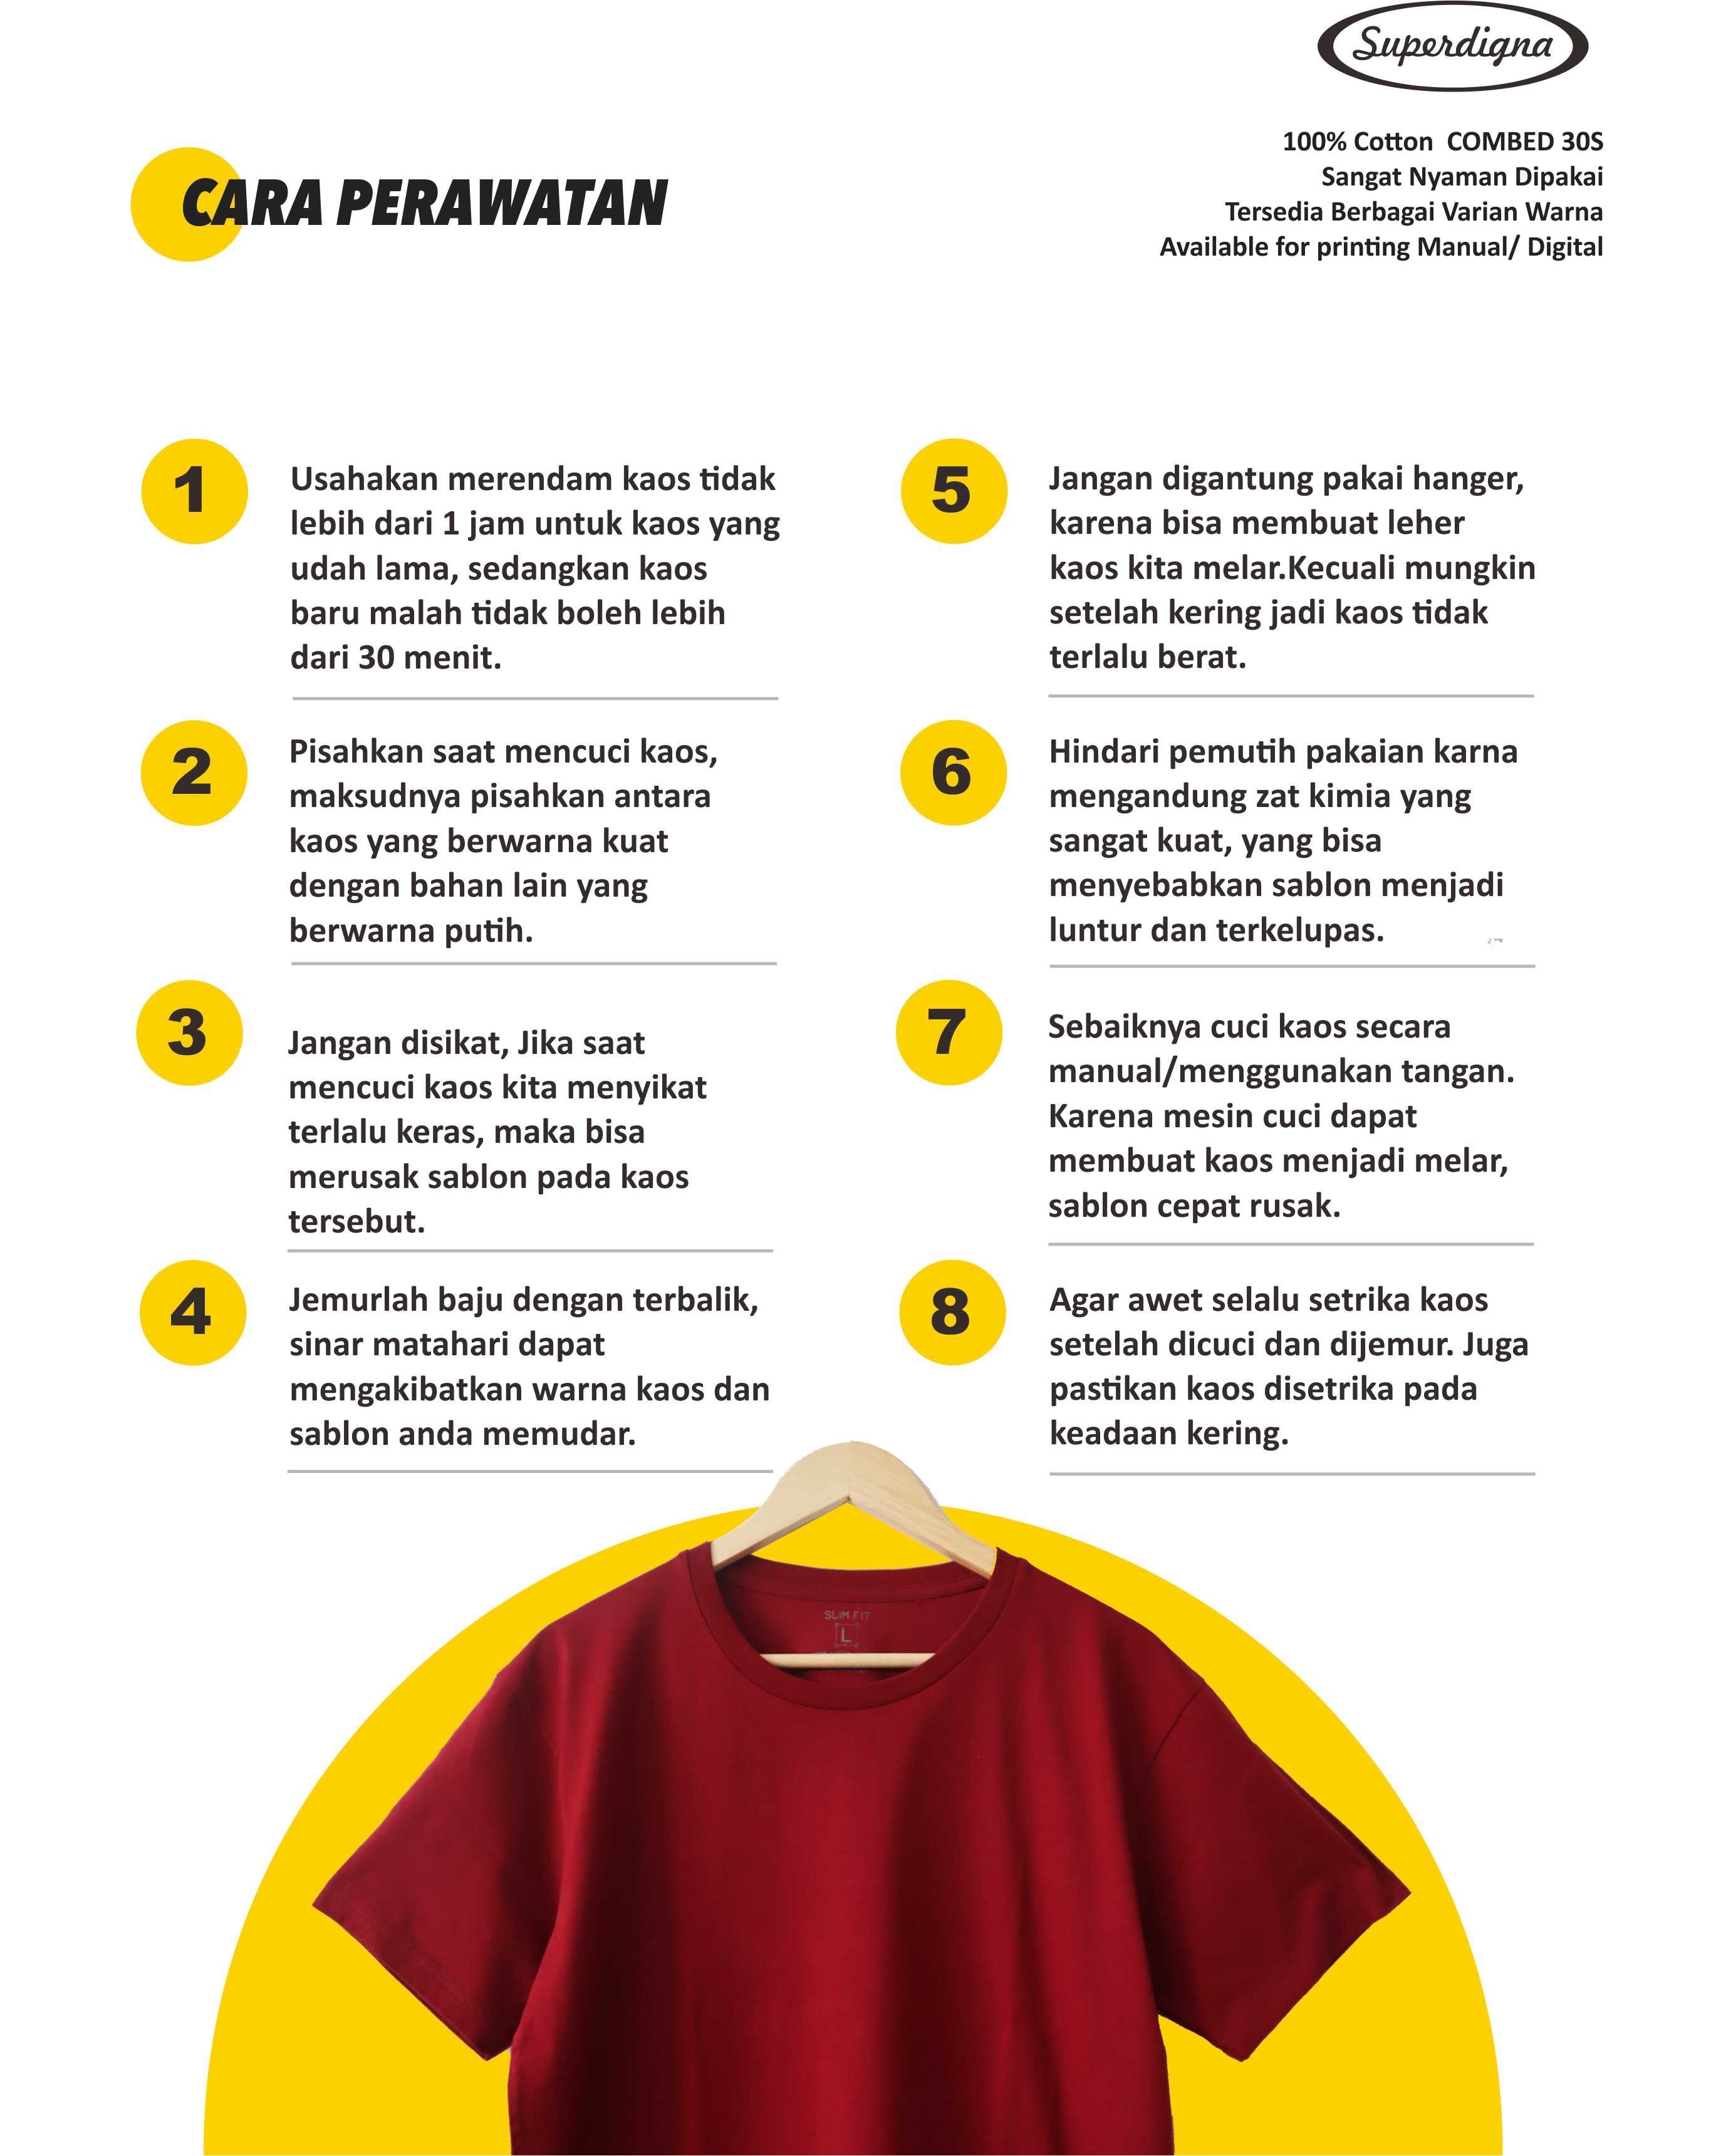 Superdigna
100% Cotton COMBED 30S
Sangat Nyaman Dipakai
Tersedia Berbagai Varian Warna
Available for printing Manual/ Digital
CARA PERAWATAN
1
Usahakan merendam kaos tidak
lebih dari 1 jam untuk kaos yang
udah lama, sedangkan kaos
baru malah tidak boleh lebih
dari 30 menit.
2
Pisahkan saat mencuci kaos,
maksudnya pisahkan antara
kaos yang berwarna kuat
dengan bahan lain yang
berwarna putih.
3
Jangan disikat, Jika saat
mencuci kaos kita menyikat
terlalu keras, maka bisa
merusak sablon pada kaos
tersebut.
4
Jemurlah baju dengan terbalik,
sinar matahari dapat
mengakibatkan warna kaos dan
sablon anda memudar.
5
Jangan digantung pakai hanger,
karena bisa membuat leher
kaos kita melar.Kecuali mungkin
setelah kering jadi kaos tidak
terlalu berat.
6
Hindari pemutih pakaian karna
mengandung zat kimia yang
sangat kuat, yang bisa
menyebabkan sablon menjadi
luntur dan terkelupas.
7
Sebaiknya cuci kaos secara
manual/menggunakan tangan.
Karena mesin cuci dapat
membuat kaos menjadi melar,
sablon cepat rusak.
8
Agar awet selalu setrika kaos
setelah dicuci dan dijemur. Juga
pastikan kaos disetrika pada
keadaan kering.
SLIM FIT
L